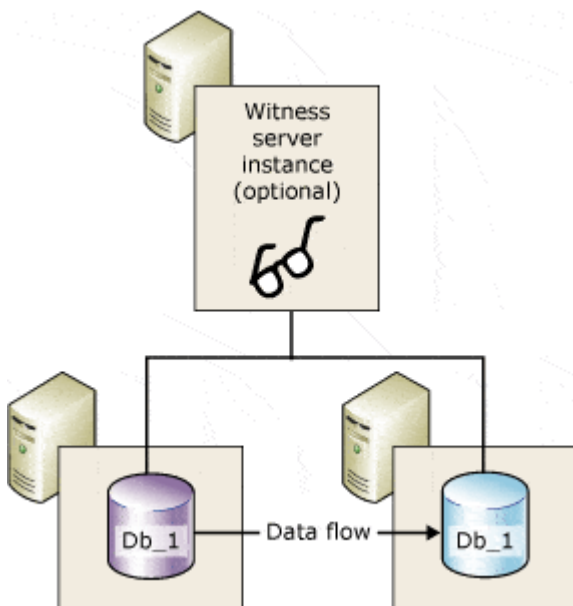 Witness
server
instance
(optional)
Db_1
Data flow
Db_1